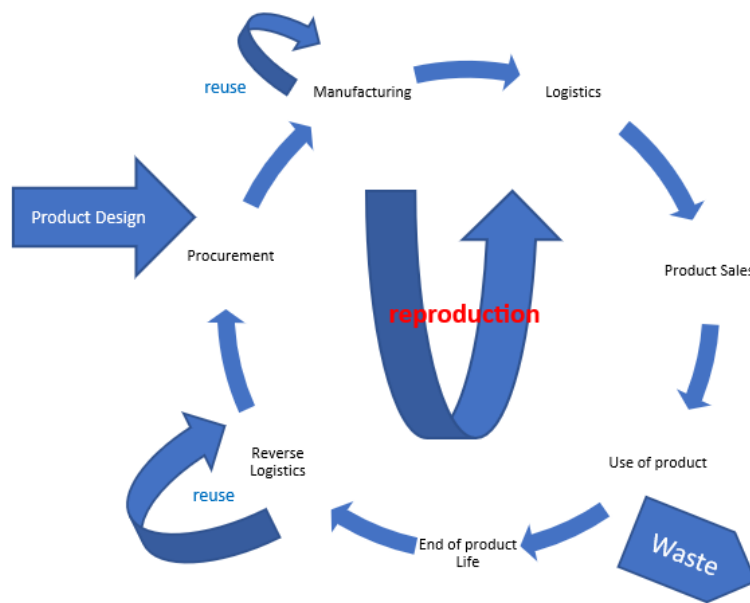 reuse
Manufacturing
Logistics
Product Design
Procurement
Product Sales
reproduction
Reverse
Logistics
reuse
Use of product
End of product
Life
Waste